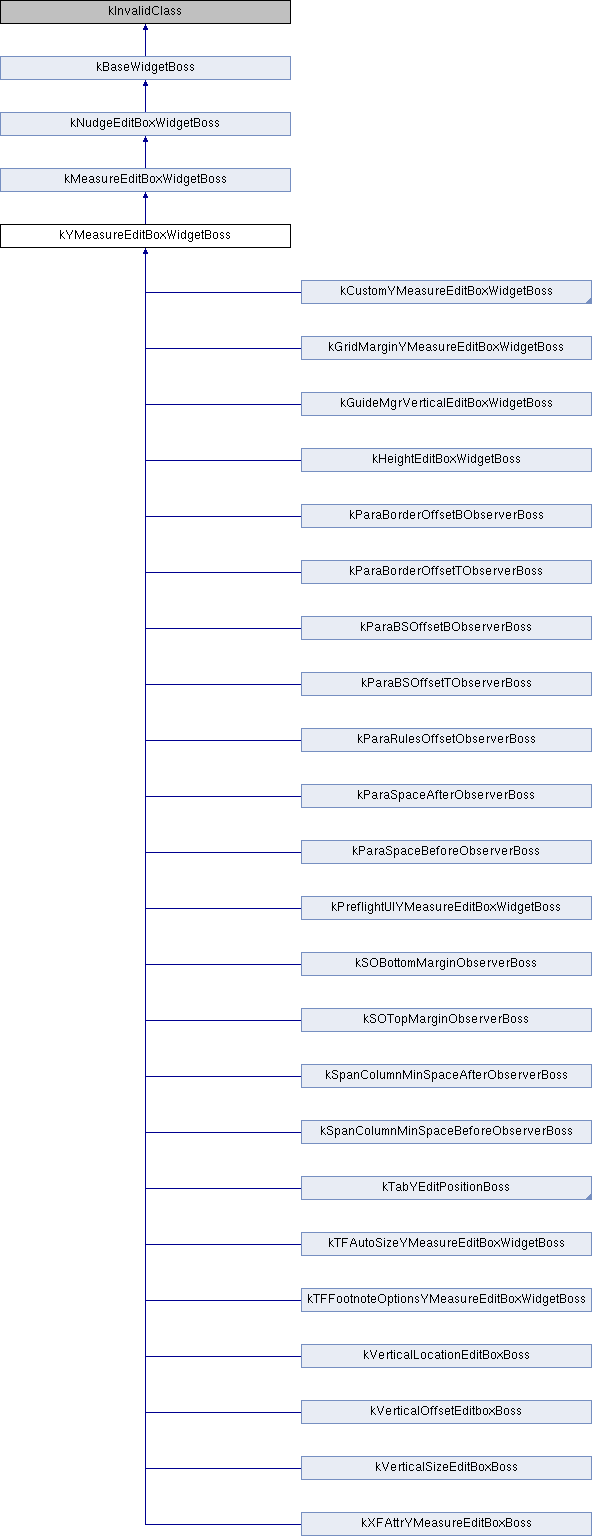 kInvalidClass
kBaseWidgetBoss
kNudgeEditBoxWidgetBoss
kMeasureEditBoxWidgetBoss
kYMeasureEditBoxWidgetBoss
kCustomYMeasureEditBoxWidgetBoss
kGridMarginYMeasureEditBoxWidgetBoss
kGuideMgrVerticalEditBoxWidgetBoss
kHeightEditBoxWidgetBoss
kParaBorderOffsetBObserverBoss
kParaBorderOffsetTObserverBoss
kParaBSOffsetBObserverBoss
kParaBSOffsetTObserverBoss
kParaRulesOffsetObserverBoss
kParaSpaceAfterObserverBoss
kParaSpaceBeforeObserverBoss
kPreflightUIYMeasureEditBoxWidgetBoss
kSOBottomMarginObserverBoss
kSOTopMarginObserverBoss
kSpanColumnMinSpaceAfterObserverBoss
kSpanColumnMinSpaceBeforeObserverBoss
kTabYEditPositionBoss
kTFAutoSizeYMeasureEditBoxWidgetBoss
kTFFootnoteOptionsYMeasureEditBoxWidgetBoss
kVerticalLocationEditBoxBoss
kVerticalOffsetEditboxBoss
kVerticalSizeEditBoxBoss
kXFAttrYMeasureEditBoxBoss